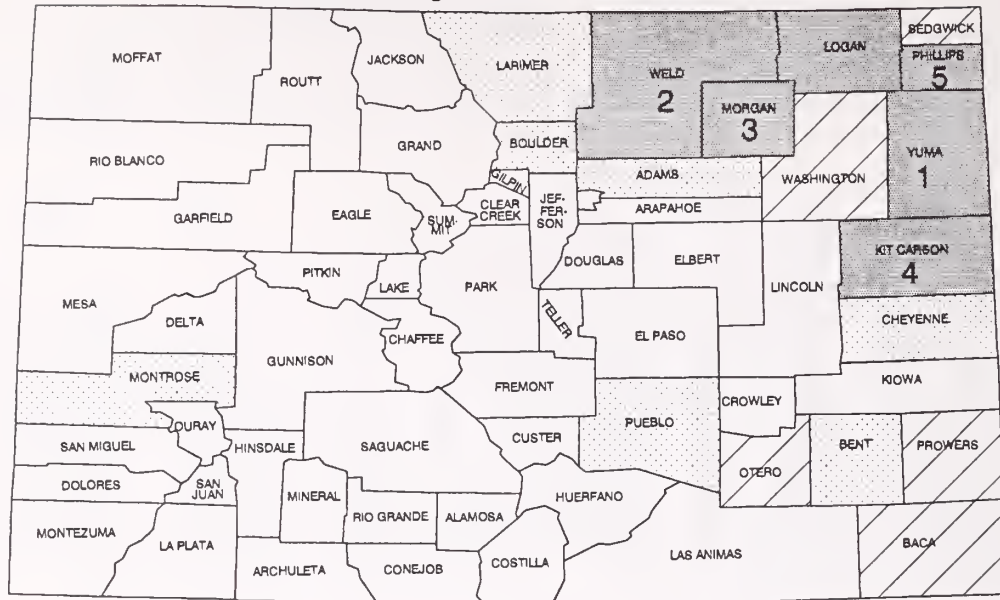 MOFFAT
ROUTT
JACKSON
LARIMER
WELD
2
LOGAN
SEDGWICK
PHILLIPS
5
MORGAN
3
RIO BLANCO
GRAND
BOULDER
ADAMS
WASHINGTON
YUMA
1
GARFIELD
EAGLE
SUM-
MIT
GILPIN
CLEAR
CREEK
JEF-
FER-
SON
ARAPAHOE
MESA
PITKIN
LAKE
PARK
DOUGLAS
ELBERT
LINCOLN
KIT CARSON
4
DELTA
CHAFFEE
TELLER
EL PASO
CHEYENNE
MONTROSE
GUNNISON
FREMONT
KIOWA
OURAY
CROWLEY
SAN MIGUEL
HINSDALE
SAGUACHE
CUSTER
PUEBLO
OTERO
BENT
PROWERS
DOLORES
SAN
JUAN
MINERAL
RIO GRANDE
ALAMOSA
HUERFANO
MONTEZUMA
LA PLATA
ARCHULETA
CONEJOB
COSTILLA
LAS ANIMAS
BACA